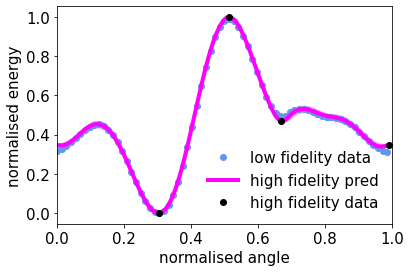 1.0
0.8
0.6
0.4
0.2
0.0
normalised energy
low fidelity data
high fidelity pred
high fidelity data
0.0 0.2 0.4 0.6 0.8 1.0
normalised angle